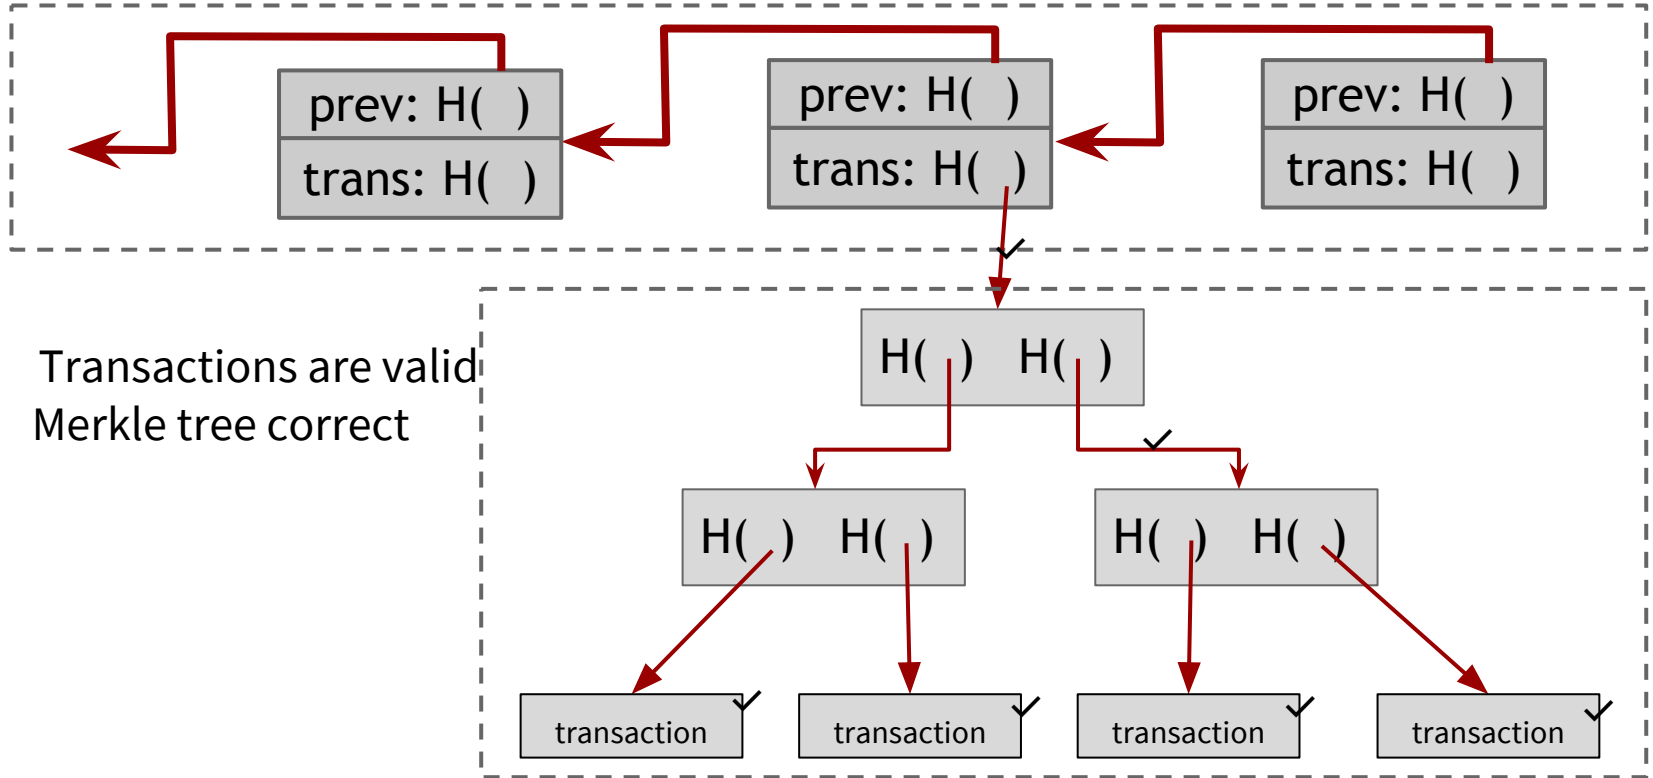 prev: H( ) prev: H( ) prev: H( )
trans: H( ) trans: H( ) trans: H( )
H( ) H( )
Transactions are valid
Merkle tree correct
H( ) H( ) H( ) H( )
transaction transaction transaction transaction